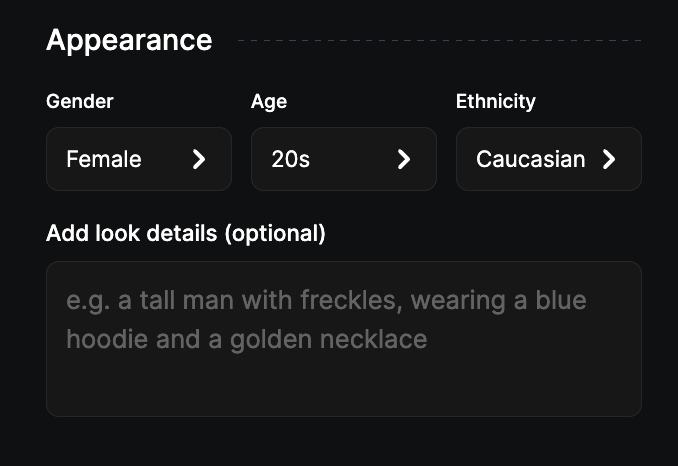 Appearance
Gender
Age
Ethnicity
Female
20s
Caucasian
Add look details (optional)
e.g. a tall man with freckles, wearing a blue
hoodie and a golden necklace